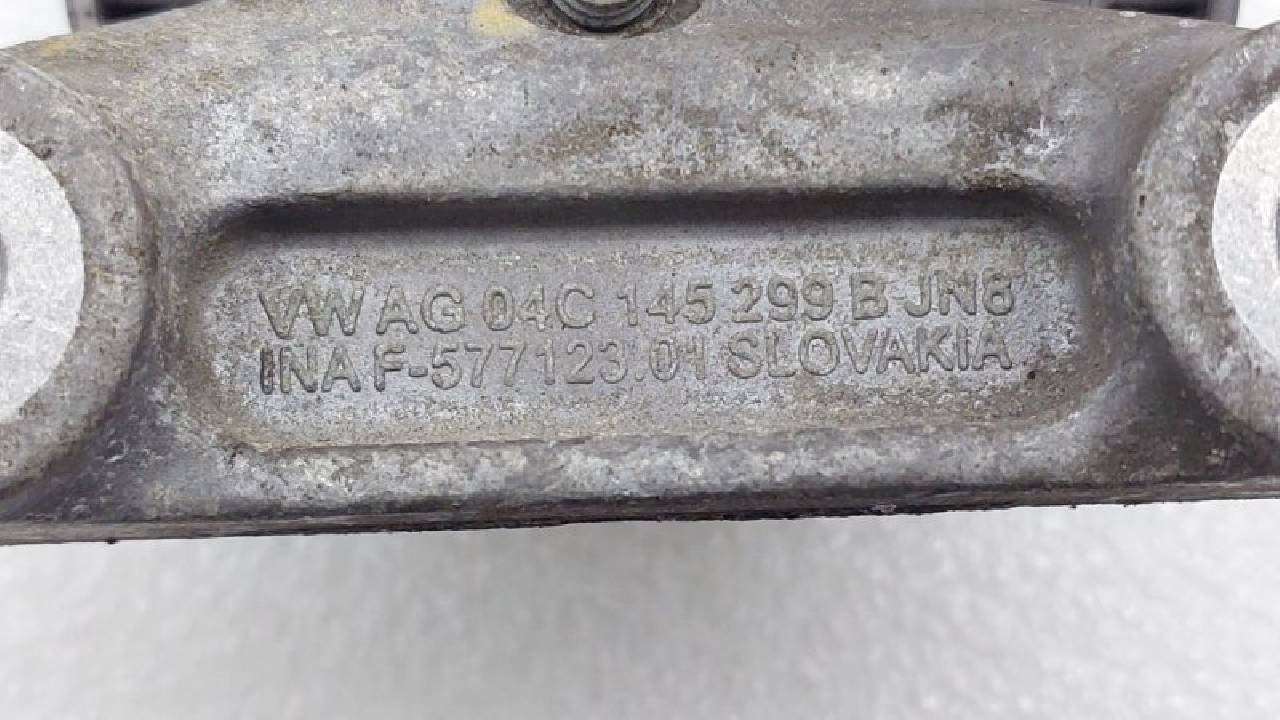 VW AG 04C 145 299 B JN8
INA F-577123.01 SLOVAKIA